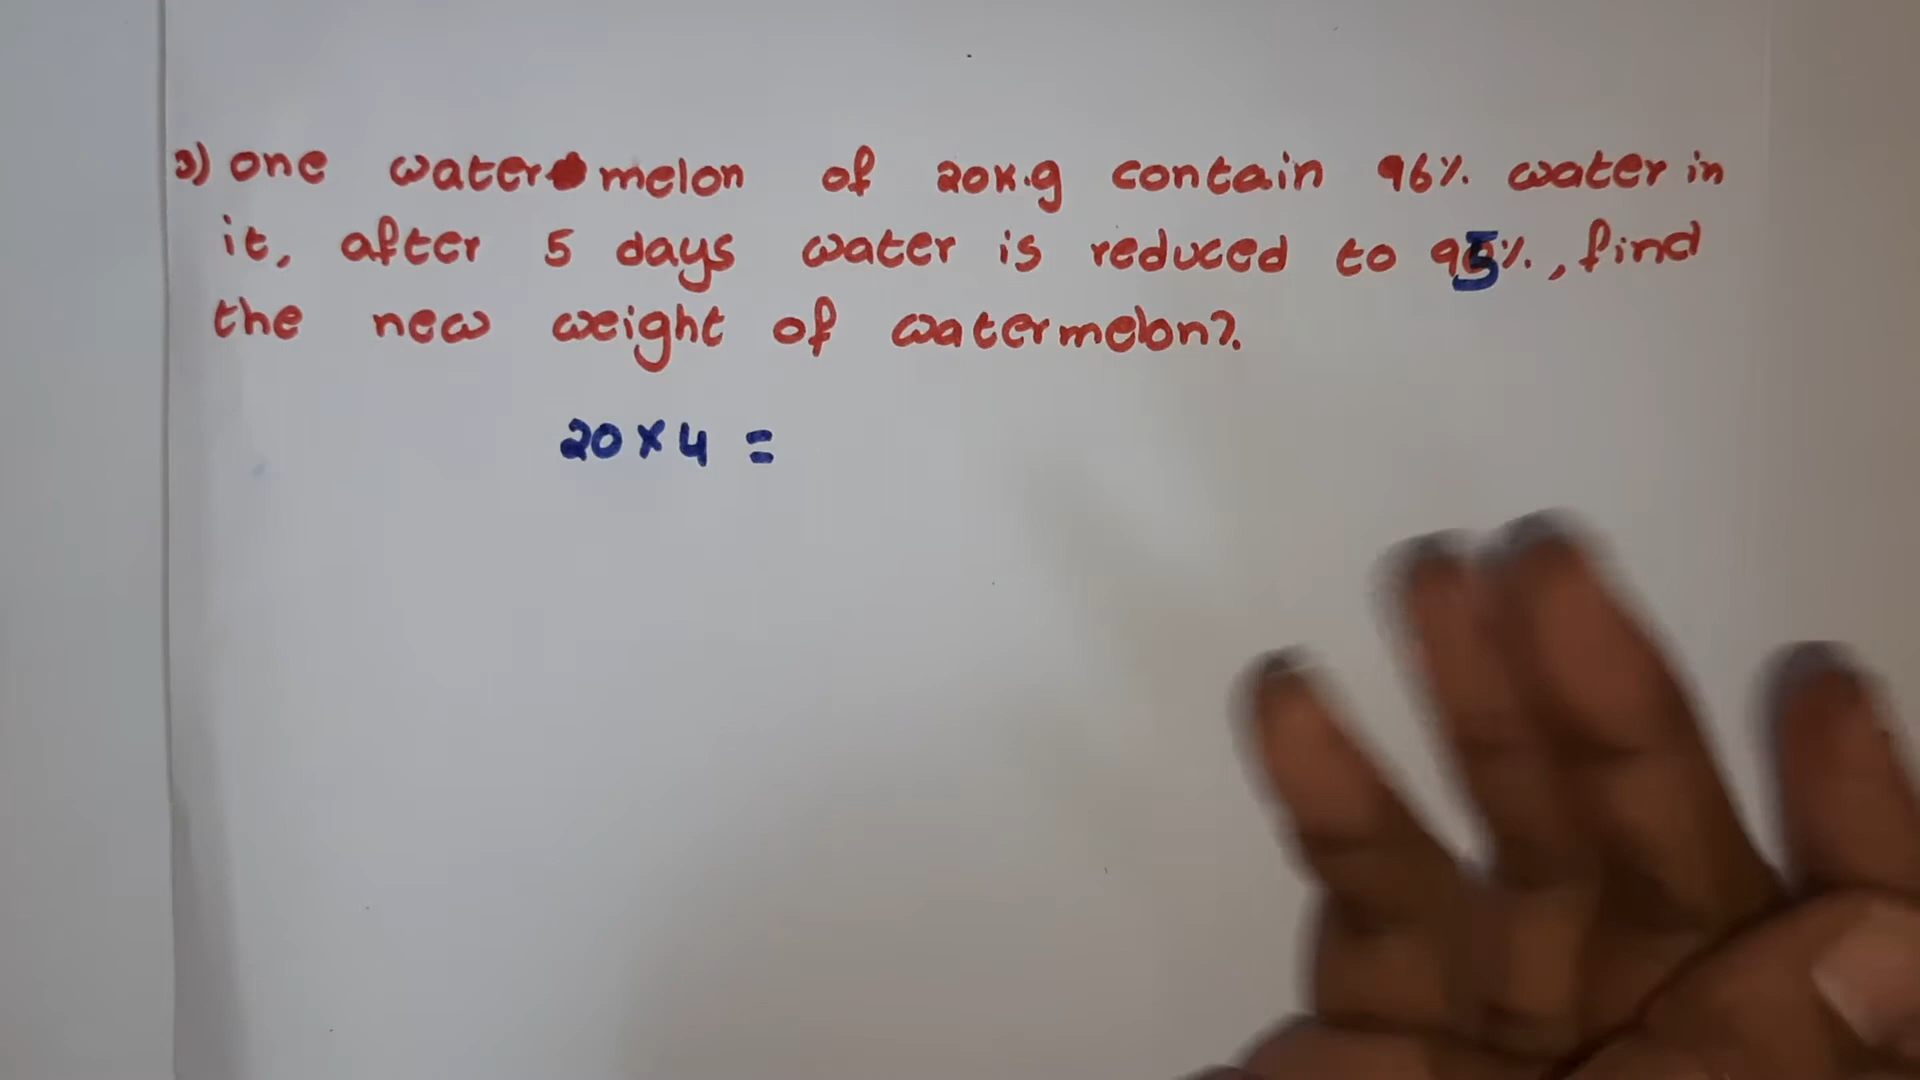 3) one water melon of 20K.g contain 96% water in
it, after 5 days water is reduced to 95%, find
the new weight of watermelon?.
20 × 4 =